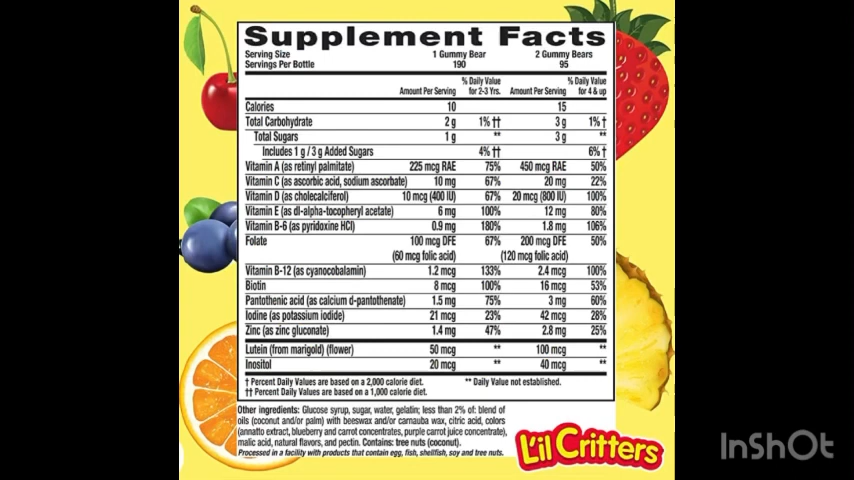 Supplement Facts
Serving Size 1 Gummy Bear 2 Gummy Bears
Servings Per Bottle 190 95
Amount Per Serving % Daily Value for 2-3 Yrs. Amount Per Serving % Daily Value for 4 & up
Calories 10 15
Total Carbohydrate 2 g 1% †† 3 g 1% †
Total Sugars 1 g ** 3 g **
Includes 1 g / 3 g Added Sugars 4% †† 6% †
Vitamin A (as retinyl palmitate) 225 mcg RAE 75% 450 mcg RAE 50%
Vitamin C (as ascorbic acid, sodium ascorbate) 10 mg 67% 20 mg 22%
Vitamin D (as cholecalciferol) 10 mcg (400 IU) 67% 20 mcg (800 IU) 100%
Vitamin E (as dl-alpha-tocopheryl acetate) 6 mg 100% 12 mg 80%
Vitamin B-6 (as pyridoxine HCl) 0.9 mg 180% 1.8 mg 106%
Folate 100 mcg DFE 67% 200 mcg DFE 50%
(60 mcg folic acid) (120 mcg folic acid)
Vitamin B-12 (as cyanocobalamin) 1.2 mcg 133% 2.4 mcg 100%
Biotin 8 mcg 100% 16 mcg 53%
Pantothenic acid (as calcium d-pantothenate) 1.5 mg 75% 3 mg 60%
Iodine (as potassium iodide) 21 mcg 23% 42 mcg 28%
Zinc (as zinc gluconate) 1.4 mg 47% 2.8 mg 25%
Lutein (from marigold) (flower) 50 mcg ** 100 mcg **
Inositol 20 mcg ** 40 mcg **
† Percent Daily Values are based on a 2,000 calorie diet. ** Daily Value not established.
†† Percent Daily Values are based on a 1,000 calorie diet.
Other ingredients: Glucose syrup, sugar, water, gelatin; less than 2% of: blend of
oils (coconut and/or palm) with beeswax and/or carnauba wax, citric acid, colors
(annatto extract, blueberry and carrot concentrates, purple carrot juice concentrate),
malic acid, natural flavors, and pectin. Contains: tree nuts (coconut).
Processed in a facility with products that contain egg, fish, shellfish, soy and tree nuts.
L'il Critters
InShOt